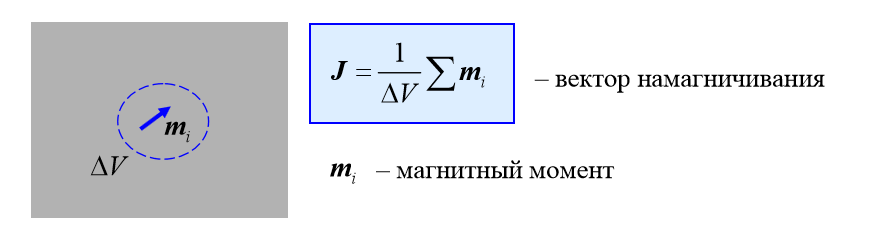 m_i
ΔV
J = 1/ΔV ∑ m_i – вектор намагничивания
m_i – магнитный момент